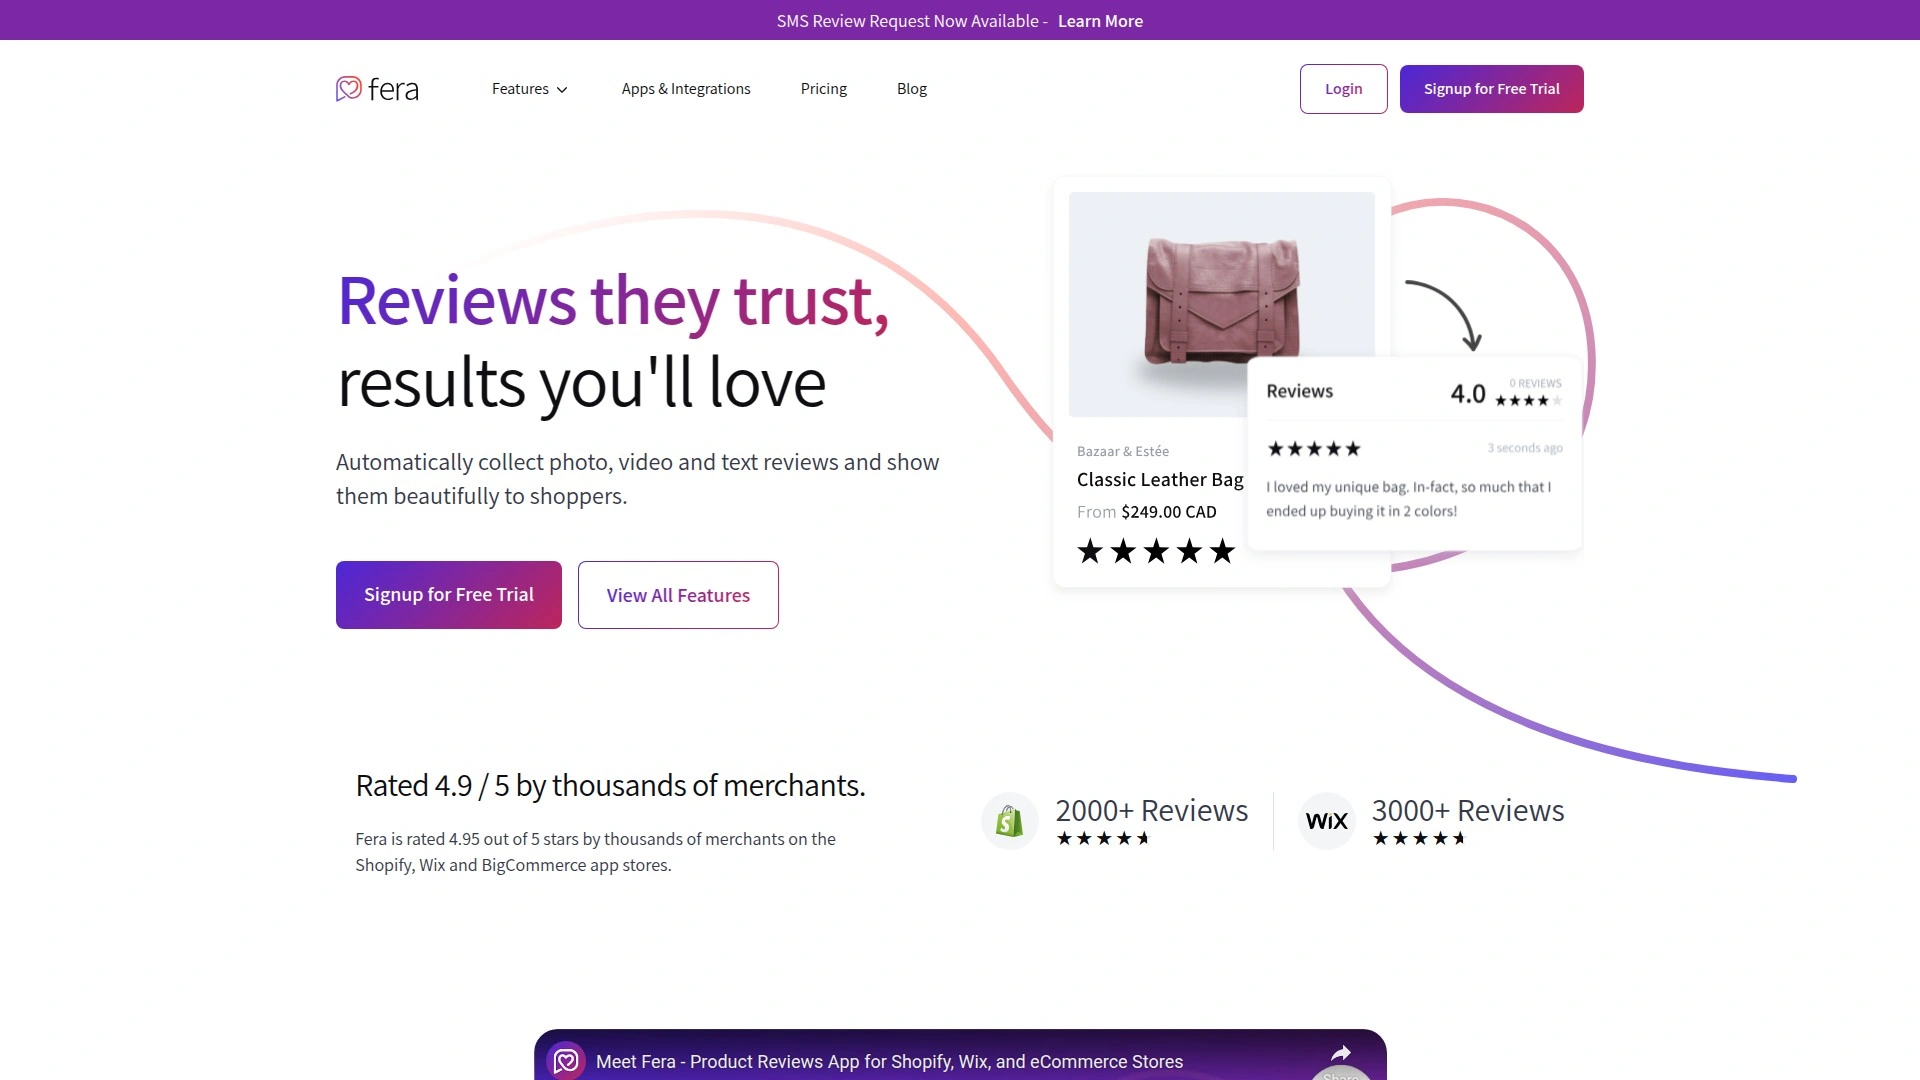 SMS Review Request Now Available - Learn More
fera
Features
Apps & Integrations
Pricing
Blog
Login
Signup for Free Trial
Reviews they trust,
results you'll love
Automatically collect photo, video and text reviews and show
them beautifully to shoppers.
Signup for Free Trial
View All Features
Bazaar & Estée
Classic Leather Bag
From $249.00 CAD
Reviews
4.0
0 REVIEWS
3 seconds ago
I loved my unique bag. In-fact, so much that I
ended up buying it in 2 colors!
Rated 4.9 / 5 by thousands of merchants.
Fera is rated 4.95 out of 5 stars by thousands of merchants on the
Shopify, Wix and BigCommerce app stores.
2000+ Reviews
WiX
3000+ Reviews
Meet Fera - Product Reviews App for Shopify, Wix, and eCommerce Stores
Share